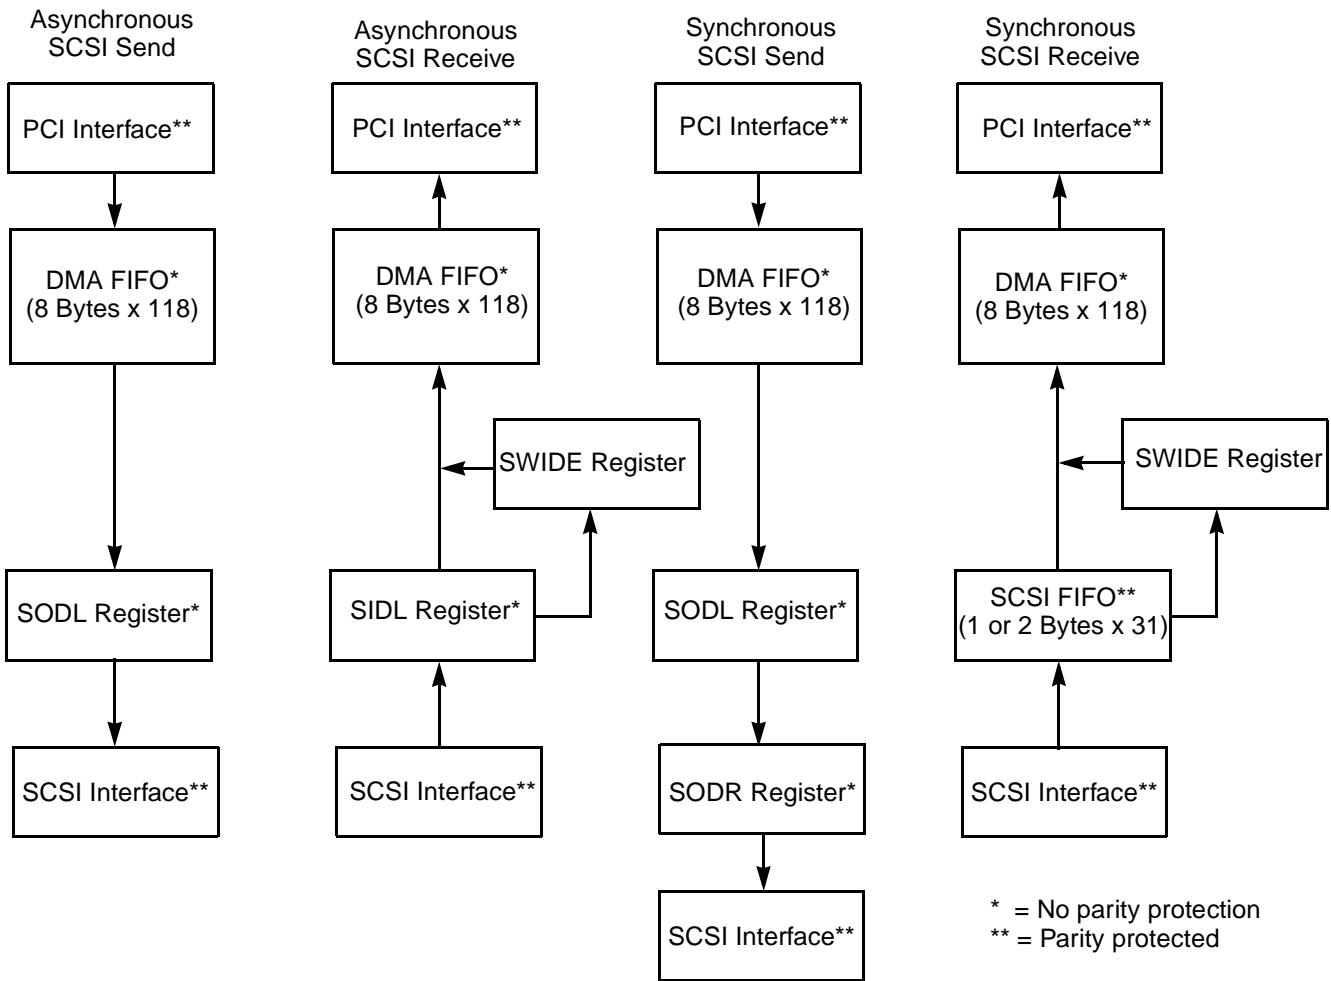 Asynchronous
SCSI Send
PCI Interface**
DMA FIFO*
(8 Bytes x 118)
SODL Register*
SCSI Interface**
Asynchronous
SCSI Receive
PCI Interface**
DMA FIFO*
(8 Bytes x 118)
SWIDE Register
SIDL Register*
SCSI Interface**
Synchronous
SCSI Send
PCI Interface**
DMA FIFO*
(8 Bytes x 118)
SODL Register*
SODR Register*
SCSI Interface**
Synchronous
SCSI Receive
PCI Interface**
DMA FIFO*
(8 Bytes x 118)
SWIDE Register
SCSI FIFO**
(1 or 2 Bytes x 31)
SCSI Interface**
* = No parity protection
** = Parity protected